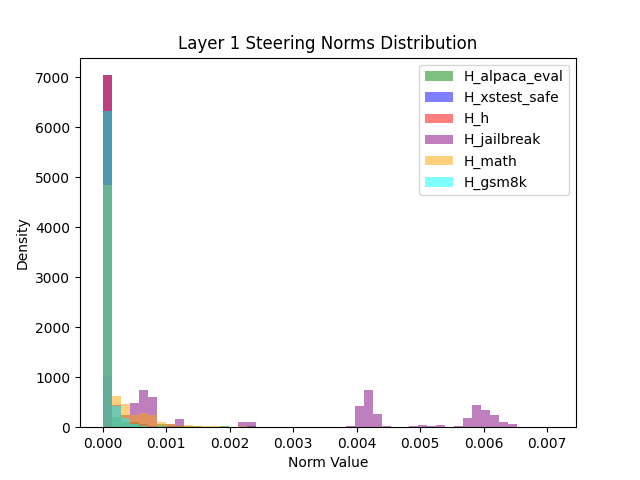 Layer 1 Steering Norms Distribution
7000
6000
5000
4000
3000
2000
1000
0
Density
H_alpaca_eval
H_xstest_safe
H_h
H_jailbreak
H_math
H_gsm8k
0.000 0.001 0.002 0.003 0.004 0.005 0.006 0.007
Norm Value